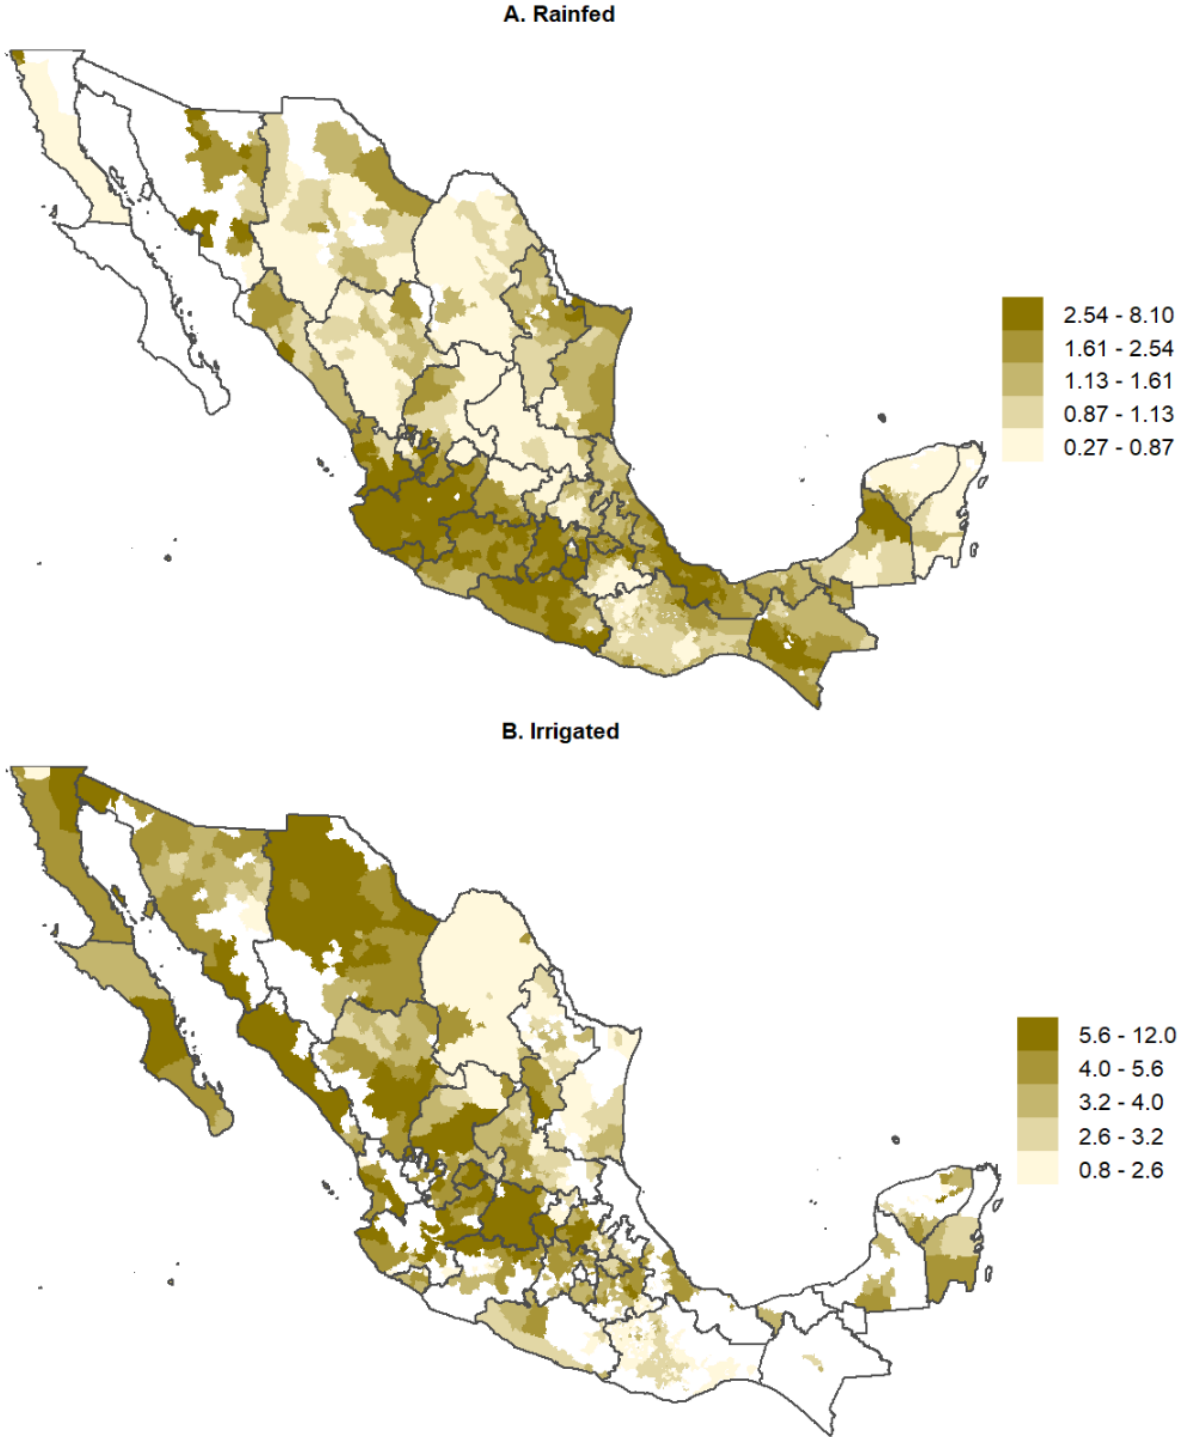 A. Rainfed
2.54 - 8.10
1.61 - 2.54
1.13 - 1.61
0.87 - 1.13
0.27 - 0.87
B. Irrigated
5.6 - 12.0
4.0 - 5.6
3.2 - 4.0
2.6 - 3.2
0.8 - 2.6